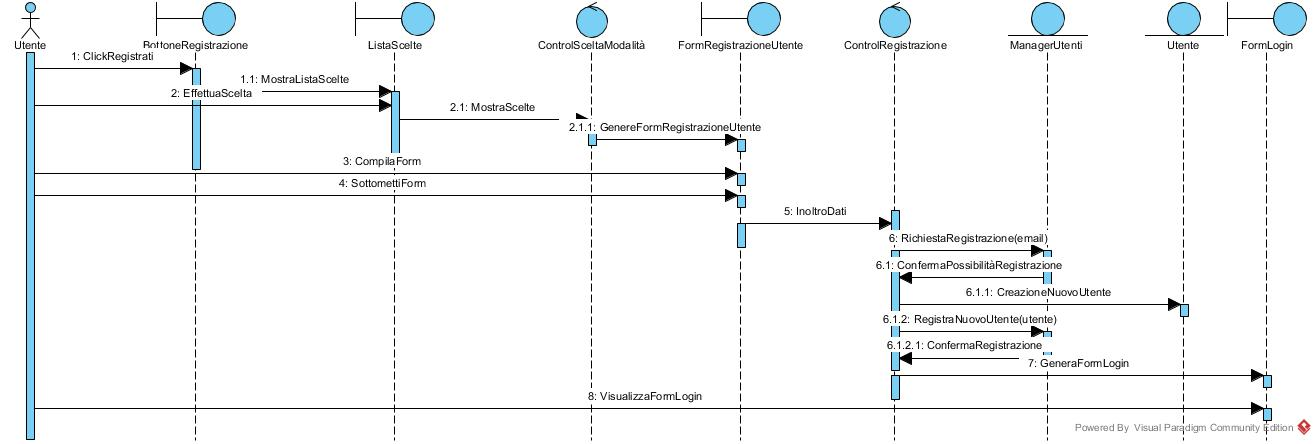 Utente
BottoneRegistrazione
ListaScelte
ControlSceltaModalità
FormRegistrazioneUtente
ControlRegistrazione
ManagerUtenti
Utente
FormLogin
1: ClickRegistrati
1.1: MostraListaScelte
2: EffettuaScelta
2.1: MostraScelte
2.1.1: GenereFormRegistrazioneUtente
3: CompilaForm
4: SottomettiForm
5: InoltroDati
6: RichiestaRegistrazione(email)
6.1: ConfermaPossibilitàRegistrazione
6.1.1: CreazioneNuovoUtente
6.1.2: RegistraNuovoUtente(utente)
6.1.2.1: ConfermaRegistrazione
7: GeneraFormLogin
8: VisualizzaFormLogin
Powered By Visual Paradigm Community Edition